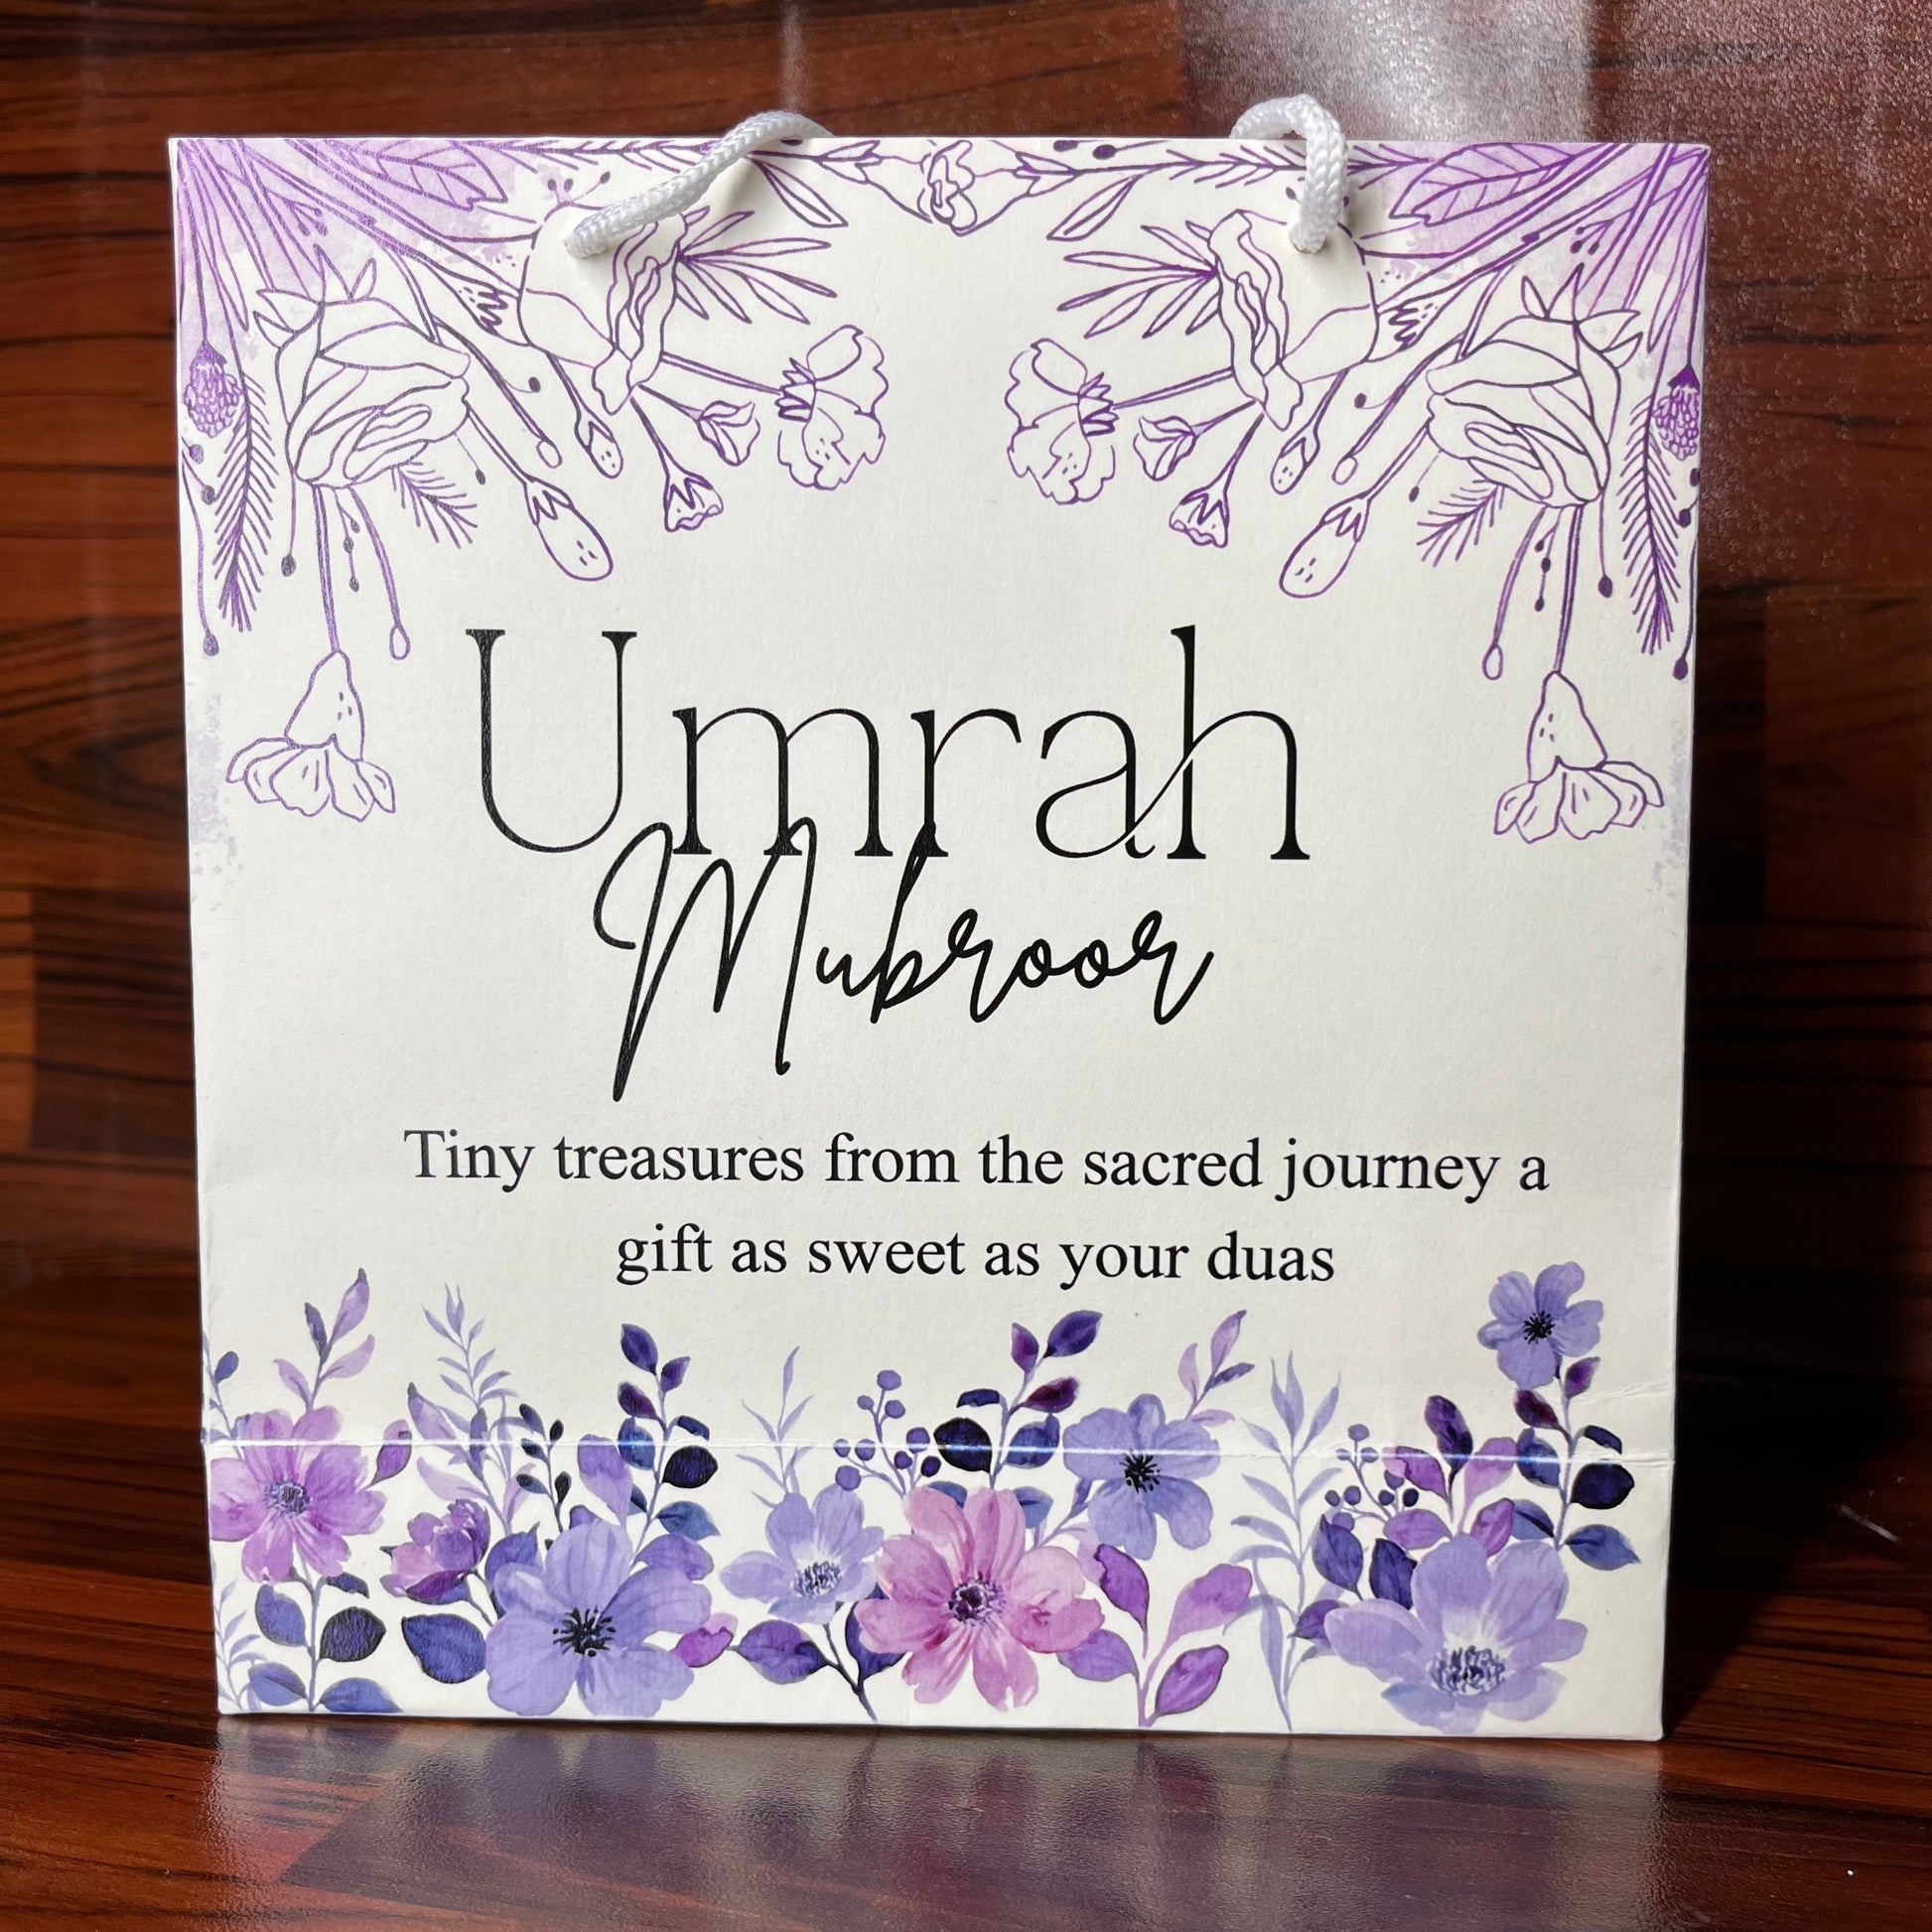 Umrah
Mubroor
Tiny treasures from the sacred journey a
gift as sweet as your duas